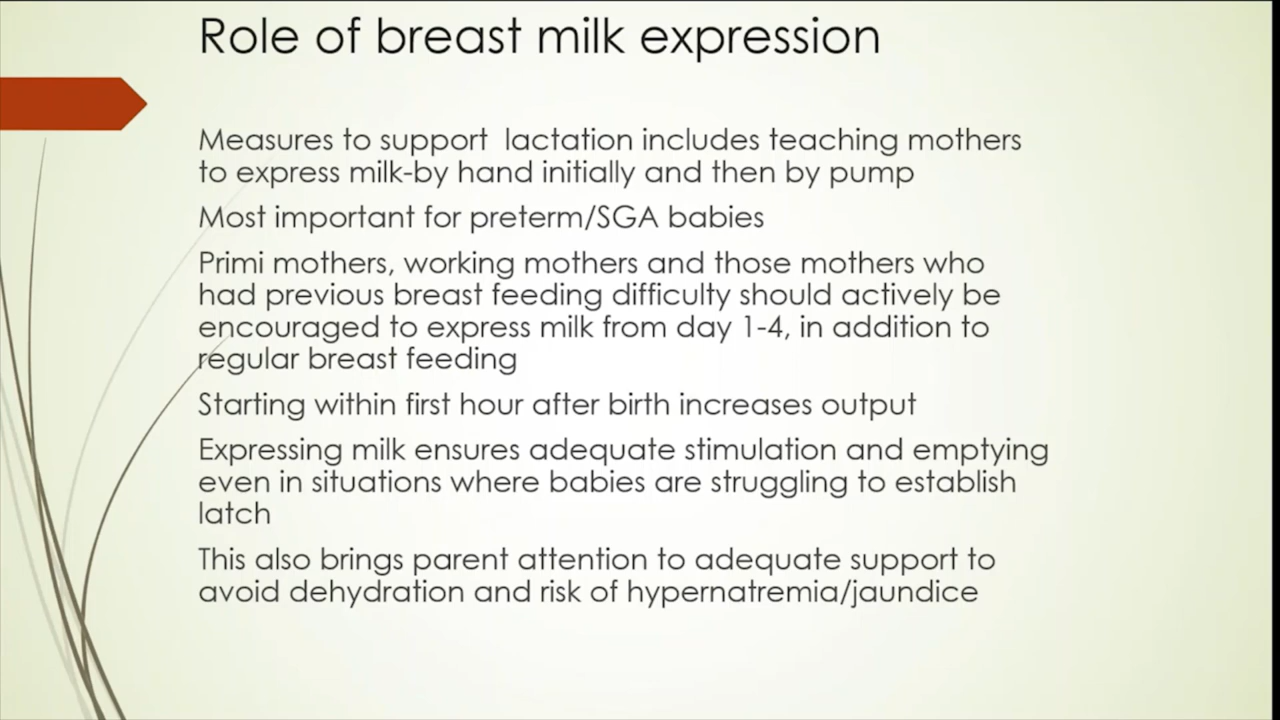 Role of breast milk expression
Measures to support lactation includes teaching mothers
to express milk-by hand initially and then by pump
Most important for preterm/SGA babies
Primi mothers, working mothers and those mothers who
had previous breast feeding difficulty should actively be
encouraged to express milk from day 1-4, in addition to
regular breast feeding
Starting within first hour after birth increases output
Expressing milk ensures adequate stimulation and emptying
even in situations where babies are struggling to establish
latch
This also brings parent attention to adequate support to
avoid dehydration and risk of hypernatremia/jaundice